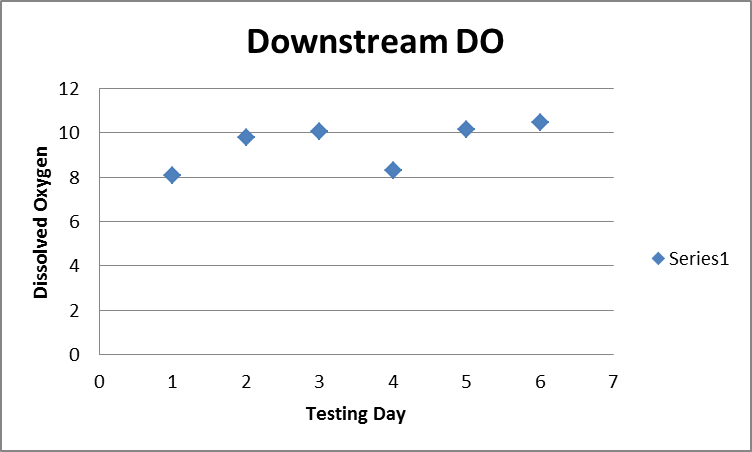 Downstream DO
Dissolved Oxygen
12
10
8
6
4
2
0
0 1 2 3 4 5 6 7
Testing Day
Series1